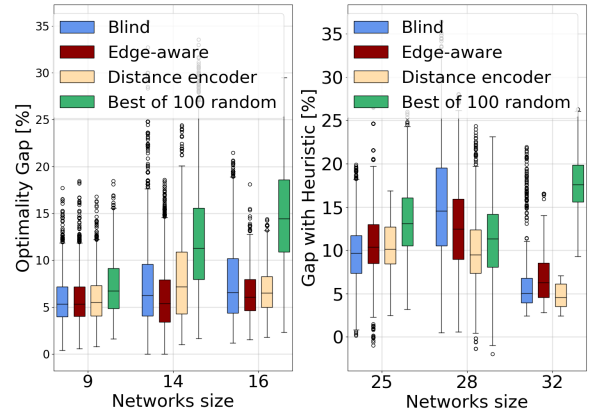 Blind
Edge-aware
Distance encoder
Best of 100 random
Optimality Gap [%]
35
30
25
20
15
10
5
0
9
14
16
Networks size
Blind
Edge-aware
Distance encoder
Best of 100 random
Gap with Heuristic [%]
35
30
25
20
15
10
5
0
25
28
32
Networks size